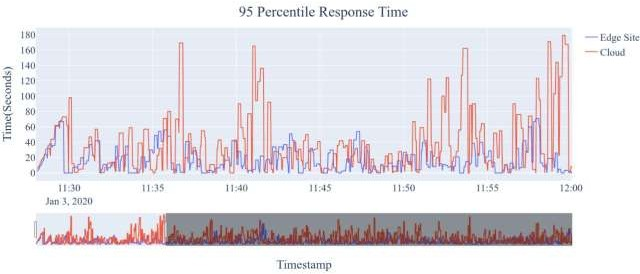 95 Percentile Response Time
Edge Site
Cloud
Time(Seconds)
180
160
140
120
100
80
60
40
20
0
11:30 11:35 11:40 11:45 11:50 11:55 12:00
Jan 3, 2020
Timestamp